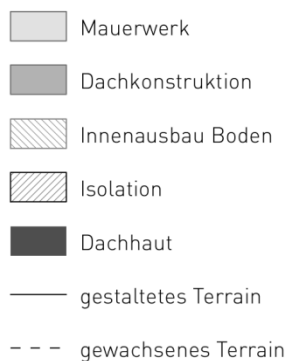 Mauerwerk
Dachkonstruktion
Innenausbau Boden
Isolation
Dachhaut
gestaltetes Terrain
gewachsenes Terrain